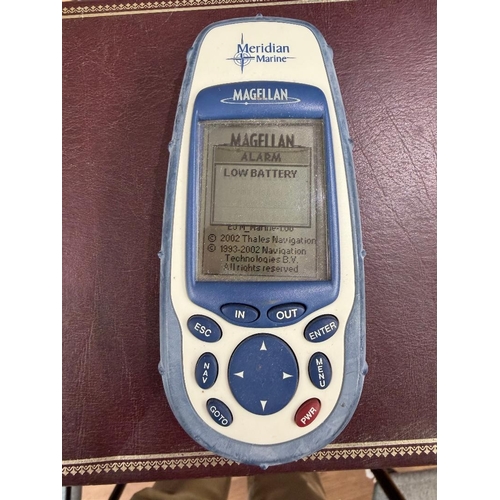 Meridian
Marine
MAGELLAN
MAGELLAN
ALARM
LOW BATTERY
© 2002 Thales Navigation
© 1993-2002 Navigation
Technologies B.V.
All rights reserved
IN OUT
ESC ENTER
NAV MENU
GOTO PWR